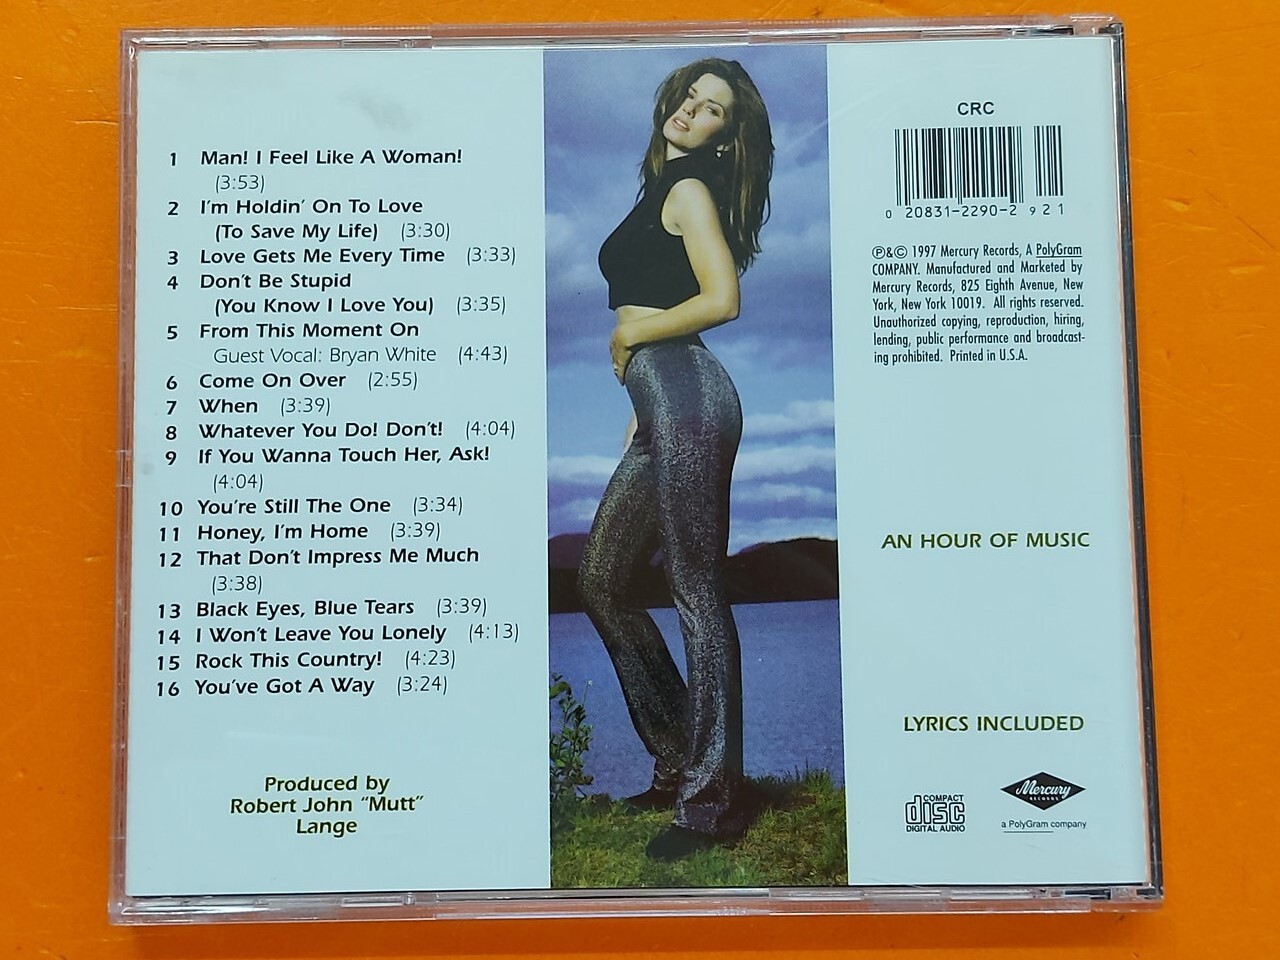 1 Man! I Feel Like A Woman!
(3:53)
2 I'm Holdin' On To Love
(To Save My Life) (3:30)
3 Love Gets Me Every Time (3:33)
4 Don't Be Stupid
(You Know I Love You) (3:35)
5 From This Moment On
Guest Vocal: Bryan White (4:43)
6 Come On Over (2:55)
7 When (3:39)
8 Whatever You Do! Don't! (4:04)
9 If You Wanna Touch Her, Ask!
(4:04)
10 You're Still The One (3:34)
11 Honey, I'm Home (3:39)
12 That Don't Impress Me Much
(3:38)
13 Black Eyes, Blue Tears (3:39)
14 I Won't Leave You Lonely (4:13)
15 Rock This Country! (4:23)
16 You've Got A Way (3:24)
Produced by
Robert John "Mutt"
Lange
CRC
0 20831-2290-2 921
℗&© 1997 Mercury Records, A PolyGram
COMPANY. Manufactured and Marketed by
Mercury Records, 825 Eighth Avenue, New
York, New York 10019. All rights reserved.
Unauthorized copying, reproduction, hiring,
lending, public performance and broadcast-
ing prohibited. Printed in U.S.A.
AN HOUR OF MUSIC
LYRICS INCLUDED
COMPACT
disc
DIGITAL AUDIO
Mercury
RECORDS
a PolyGram company